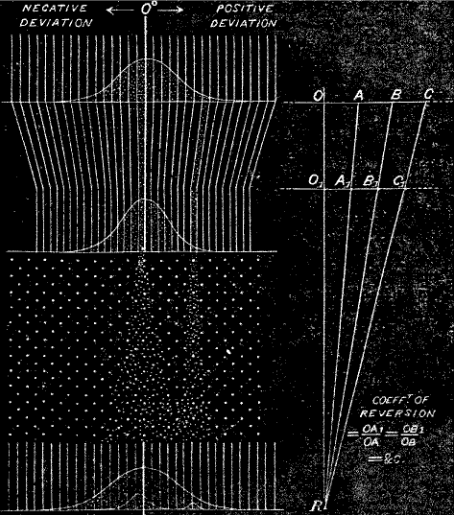 NEGATIVE ← 0° → POSITIVE
DEVIATION DEVIATION
O A B C
O₁ A₁ B₁ C₁
COEFFᵀ OF
REVERSION
= OA₁ = OB₁
OA OB
= &c.
R